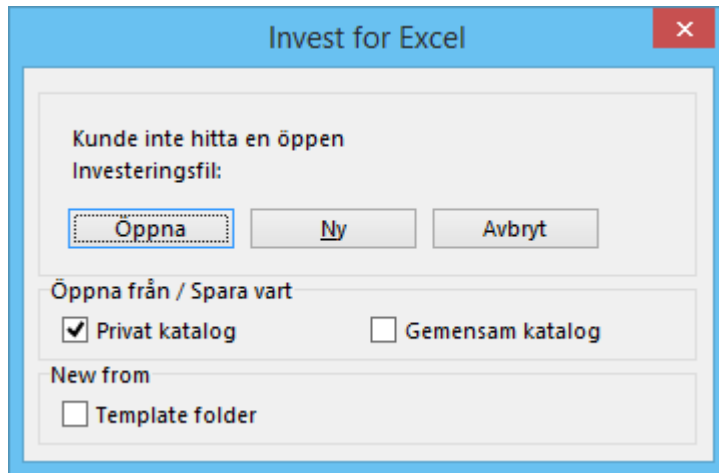 Invest for Excel
Kunde inte hitta en öppen
Investeringsfil:
Öppna Ny Avbryt
Öppna från / Spara vart
Privat katalog Gemensam katalog
New from
Template folder